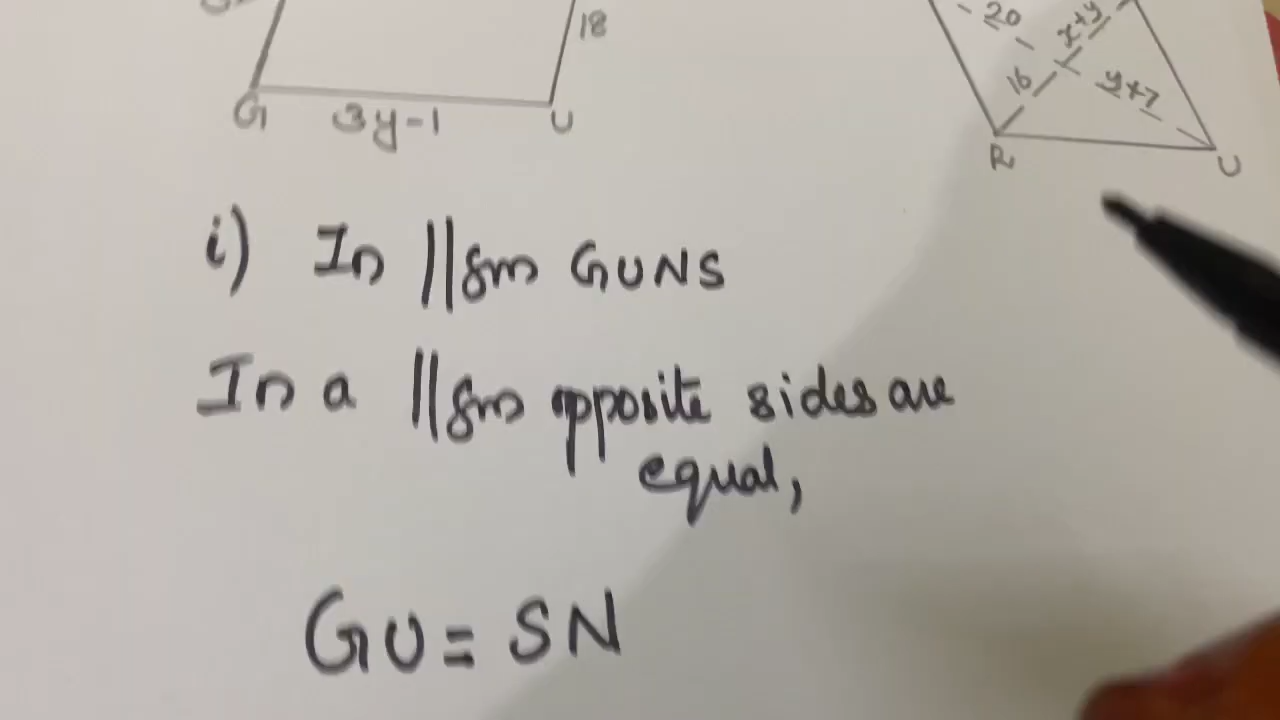 18
20
x+y
16
y+7
G 3y-1 U
R U
i) In ||gm GUNS
In a ||gm opposite sides are
equal,
GU = SN